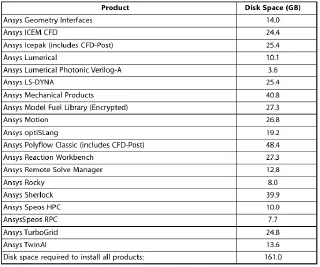 Product Disk Space (GB)
Ansys Geometry Interfaces 14.0
Ansys ICEM CFD 24.4
Ansys Icepak (includes CFD-Post) 25.4
Ansys Lumerical 10.1
Ansys Lumerical Photonic Verilog-A 3.6
Ansys LS-DYNA 25.4
Ansys Mechanical Products 40.8
Ansys Model Fuel Library (Encrypted) 27.3
Ansys Motion 26.8
Ansys optiSLang 19.2
Ansys Polyflow Classic (includes CFD-Post) 48.4
Ansys Reaction Workbench 27.3
Ansys Remote Solve Manager 12.8
Ansys Rocky 8.0
Ansys Sherlock 39.9
Ansys Speos HPC 10.0
AnsysSpeos RPC 7.7
Ansys TurboGrid 24.8
Ansys TwinAI 13.6
Disk space required to install all products: 161.0